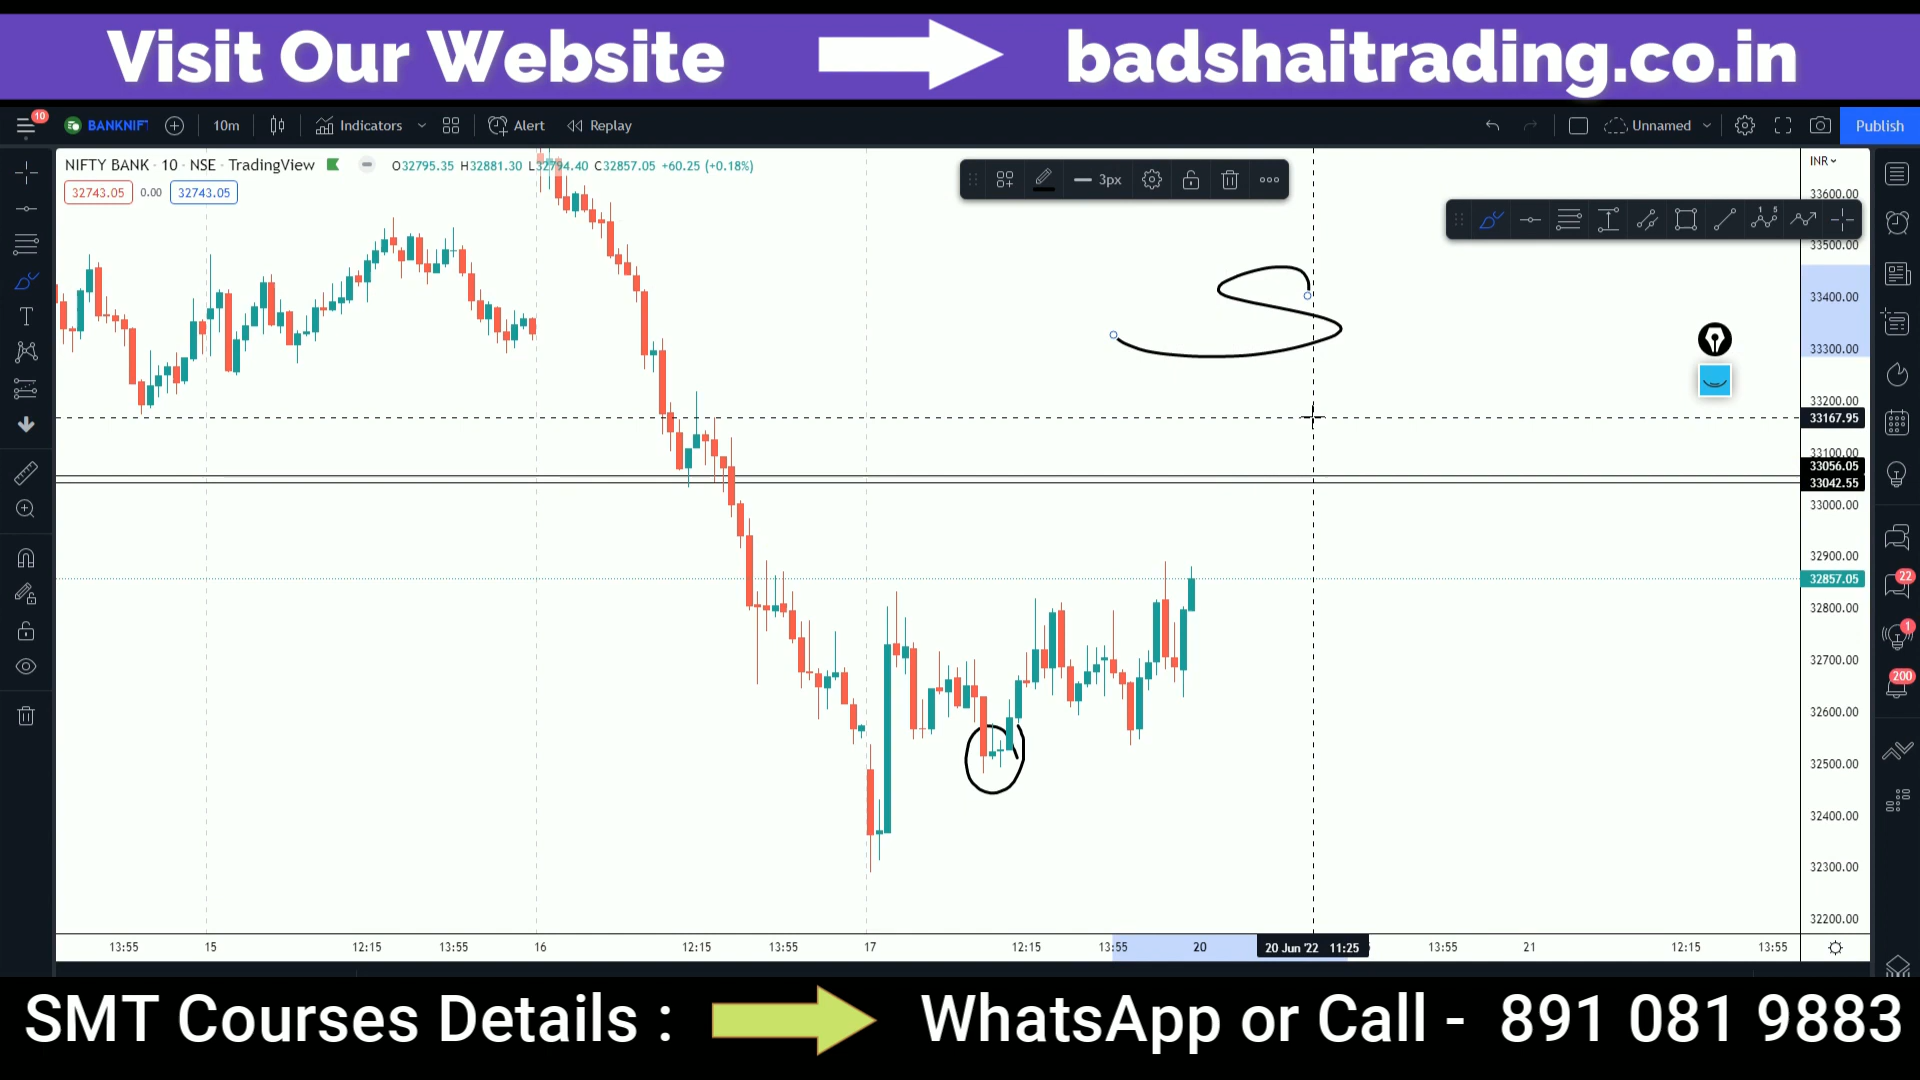 Visit Our Website badshaitrading.co.in
10 BANKNIFT 10m Indicators Alert Replay Unnamed Publish
NIFTY BANK · 10 · NSE · TradingView O32795.35 H32881.30 L32794.40 C32857.05 +60.25 (+0.18%)
32743.05 0.00 32743.05
3px
INR
33600.00
33500.00
33400.00
33300.00
33200.00
33167.95
33100.00
33056.05
33042.55
33000.00
32900.00
32857.05
32800.00
32700.00
32600.00
32500.00
32400.00
32300.00
32200.00
22
1
200
13:55 15 12:15 13:55 16 12:15 13:55 17 12:15 13:55 20 20 Jun '22 11:25 13:55 21 12:15 13:55
SMT Courses Details : WhatsApp or Call - 891 081 9883